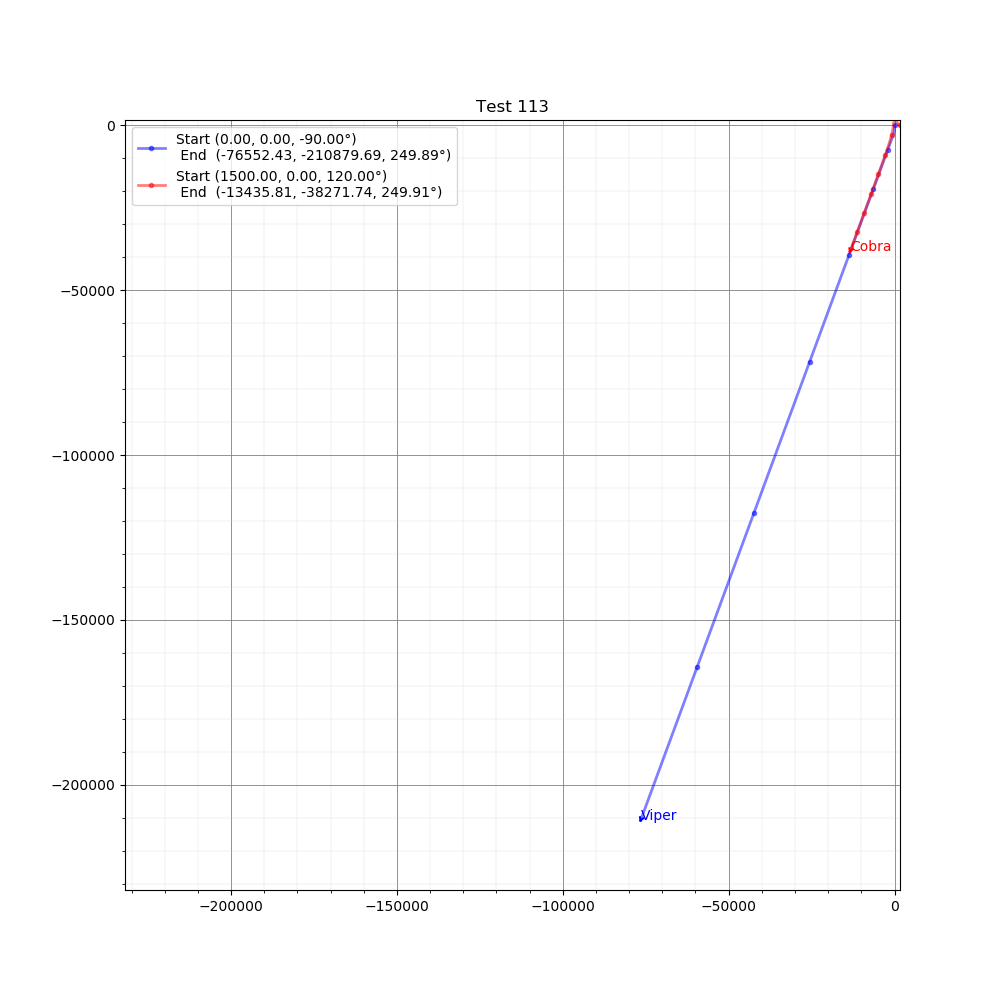 Test 113
Start (0.00, 0.00, -90.00°)
End (-76552.43, -210879.69, 249.89°)
Start (1500.00, 0.00, 120.00°)
End (-13435.81, -38271.74, 249.91°)
0
Cobra
−50000
−100000
−150000
−200000
Viper
−200000 −150000 −100000 −50000 0